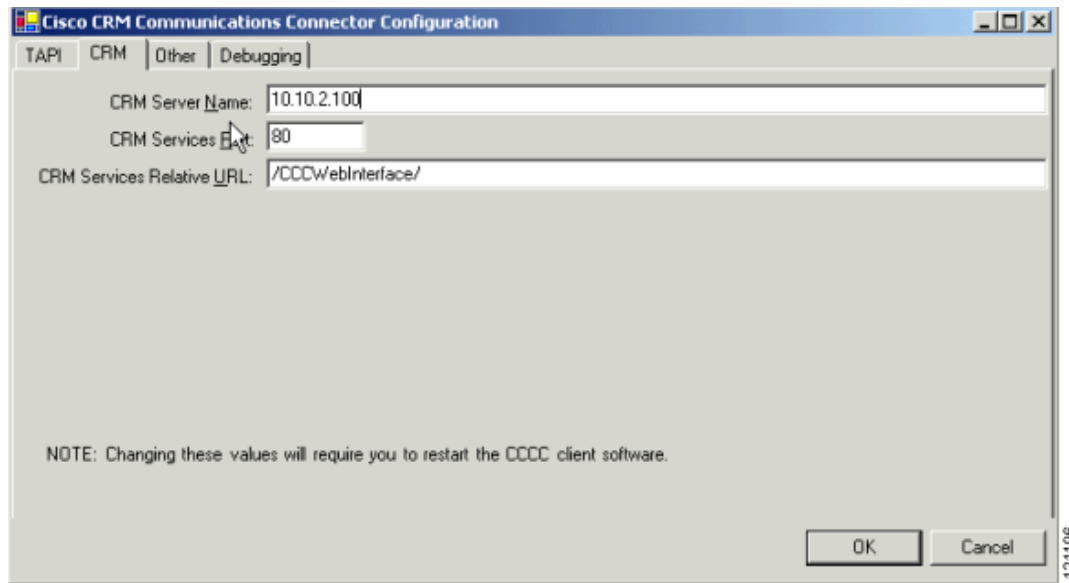 Cisco CRM Communications Connector Configuration
TAPI CRM Other Debugging
CRM Server Name: 10.10.2.100
CRM Services Port: 80
CRM Services Relative URL: /CCCWebInterface/
NOTE: Changing these values will require you to restart the CCCC client software.
OK Cancel